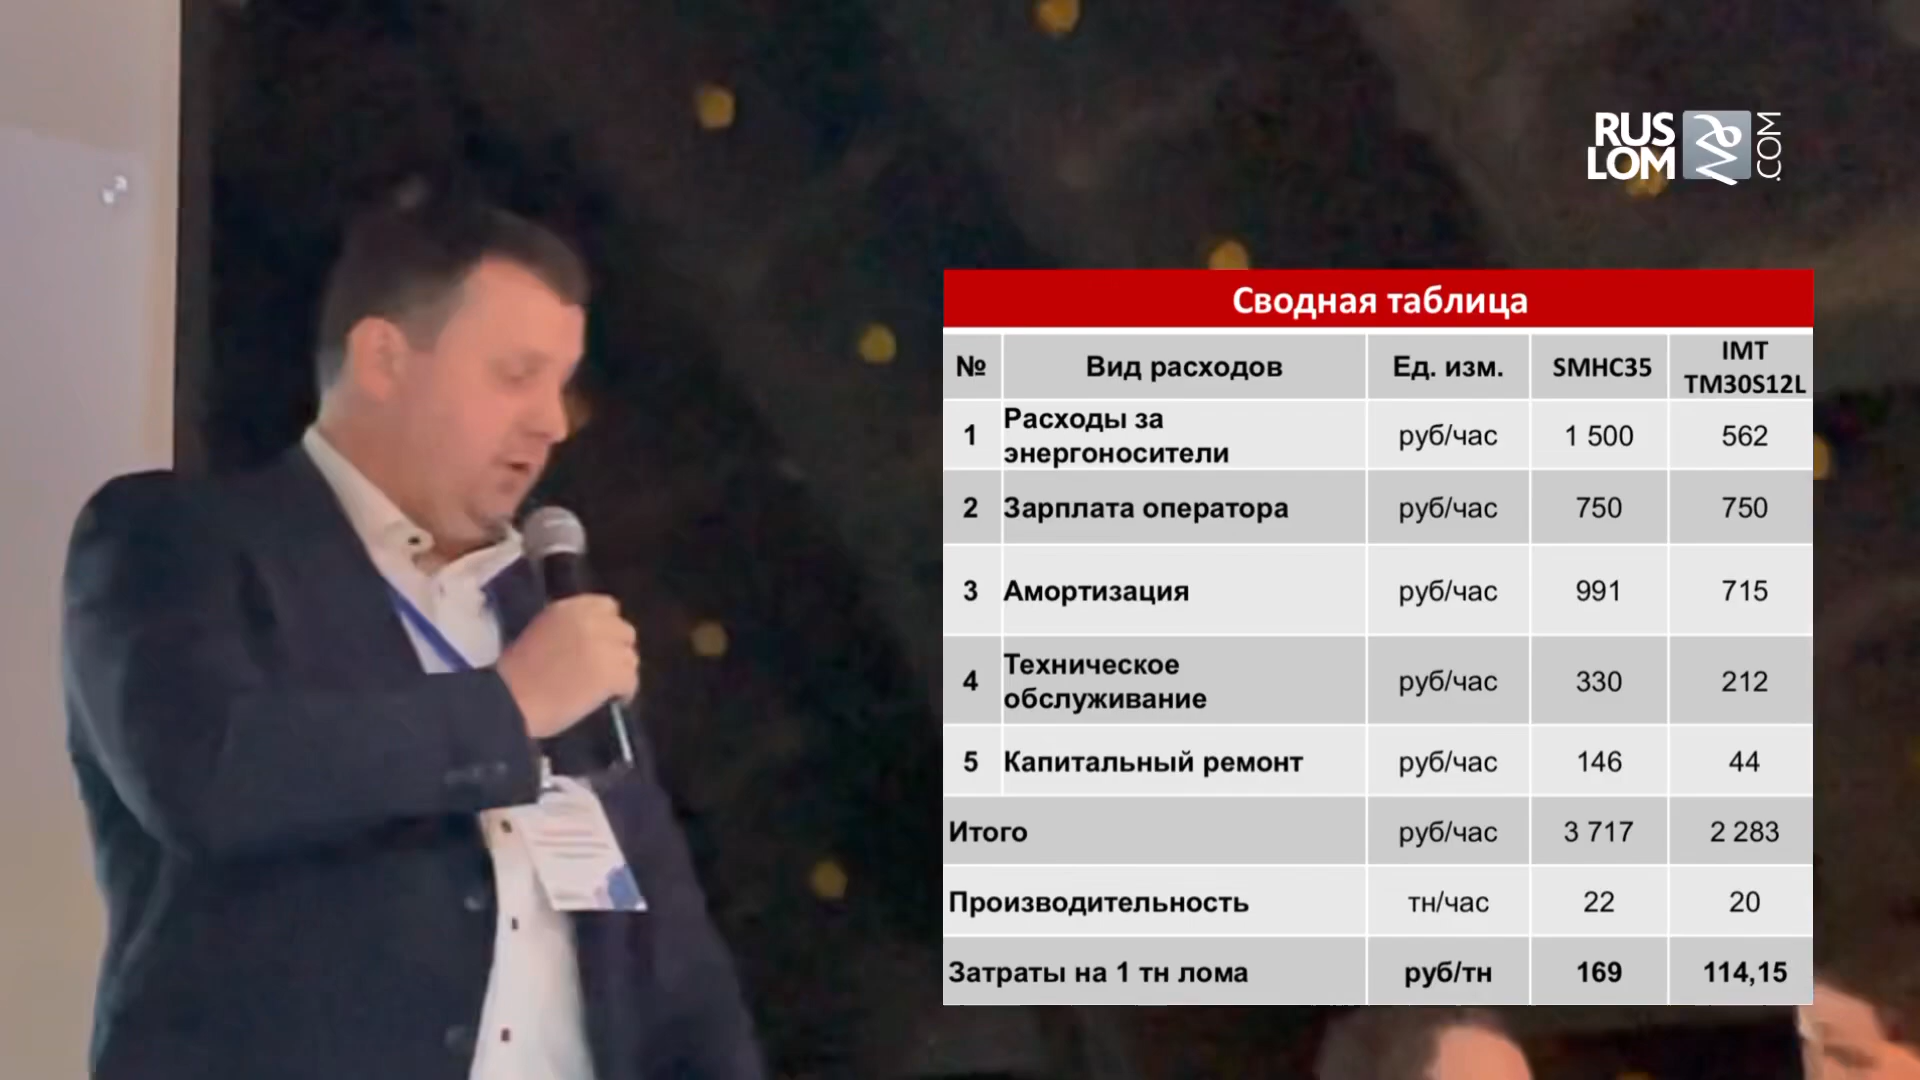 RUS
LOM
.COM
Сводная таблица
№ Вид расходов Ед. изм. SMHC35 IMT TM30S12L
1 Расходы за энергоносители руб/час 1 500 562
2 Зарплата оператора руб/час 750 750
3 Амортизация руб/час 991 715
4 Техническое обслуживание руб/час 330 212
5 Капитальный ремонт руб/час 146 44
Итого руб/час 3 717 2 283
Производительность тн/час 22 20
Затраты на 1 тн лома руб/тн 169 114,15